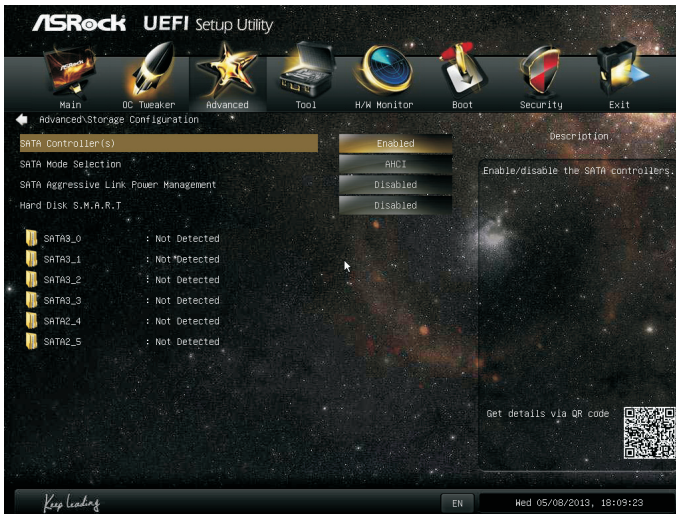 ASRock UEFI Setup Utility
ASRock
Main OC Tweaker Advanced Tool H/W Monitor Boot Security Exit
Advanced\Storage Configuration
Description
SATA Controller(s) Enabled
SATA Mode Selection AHCI
Enable/disable the SATA controllers.
SATA Aggressive Link Power Management Disabled
Hard Disk S.M.A.R.T Disabled
SATA3_0 : Not Detected
SATA3_1 : Not Detected
SATA3_2 : Not Detected
SATA3_3 : Not Detected
SATA2_4 : Not Detected
SATA2_5 : Not Detected
Get details via QR code
Keep Leading
EN Wed 05/08/2013, 18:09:23